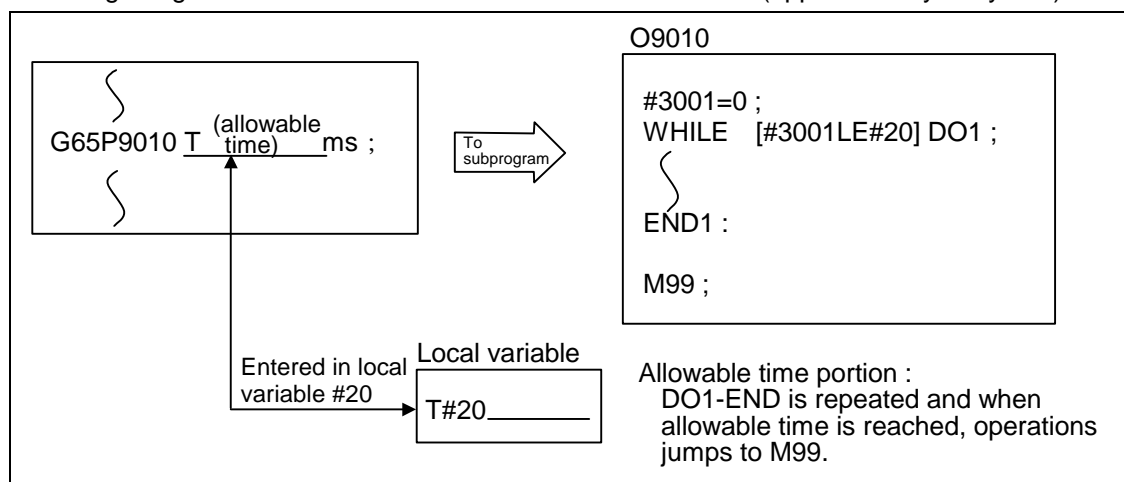 O9010
G65P9010 T (allowable time) ms ;
To
subprogram
#3001=0 ;
WHILE [#3001LE#20] DO1 ;
END1 :
M99 ;
Entered in local
variable #20
Local variable
T#20
Allowable time portion :
DO1-END is repeated and when
allowable time is reached, operations
jumps to M99.